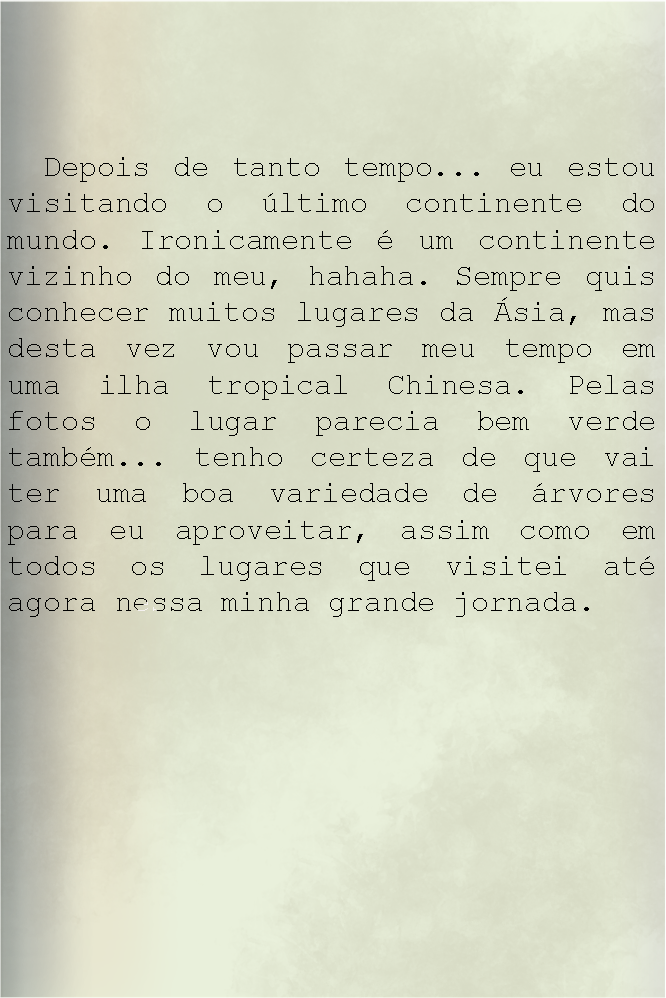 Depois de tanto tempo... eu estou
visitando o último continente do
mundo. Ironicamente é um continente
vizinho do meu, hahaha. Sempre quis
conhecer muitos lugares da Ásia, mas
desta vez vou passar meu tempo em
uma ilha tropical Chinesa. Pelas
fotos o lugar parecia bem verde
também... tenho certeza de que vai
ter uma boa variedade de árvores
para eu aproveitar, assim como em
todos os lugares que visitei até
agora nessa minha grande jornada.